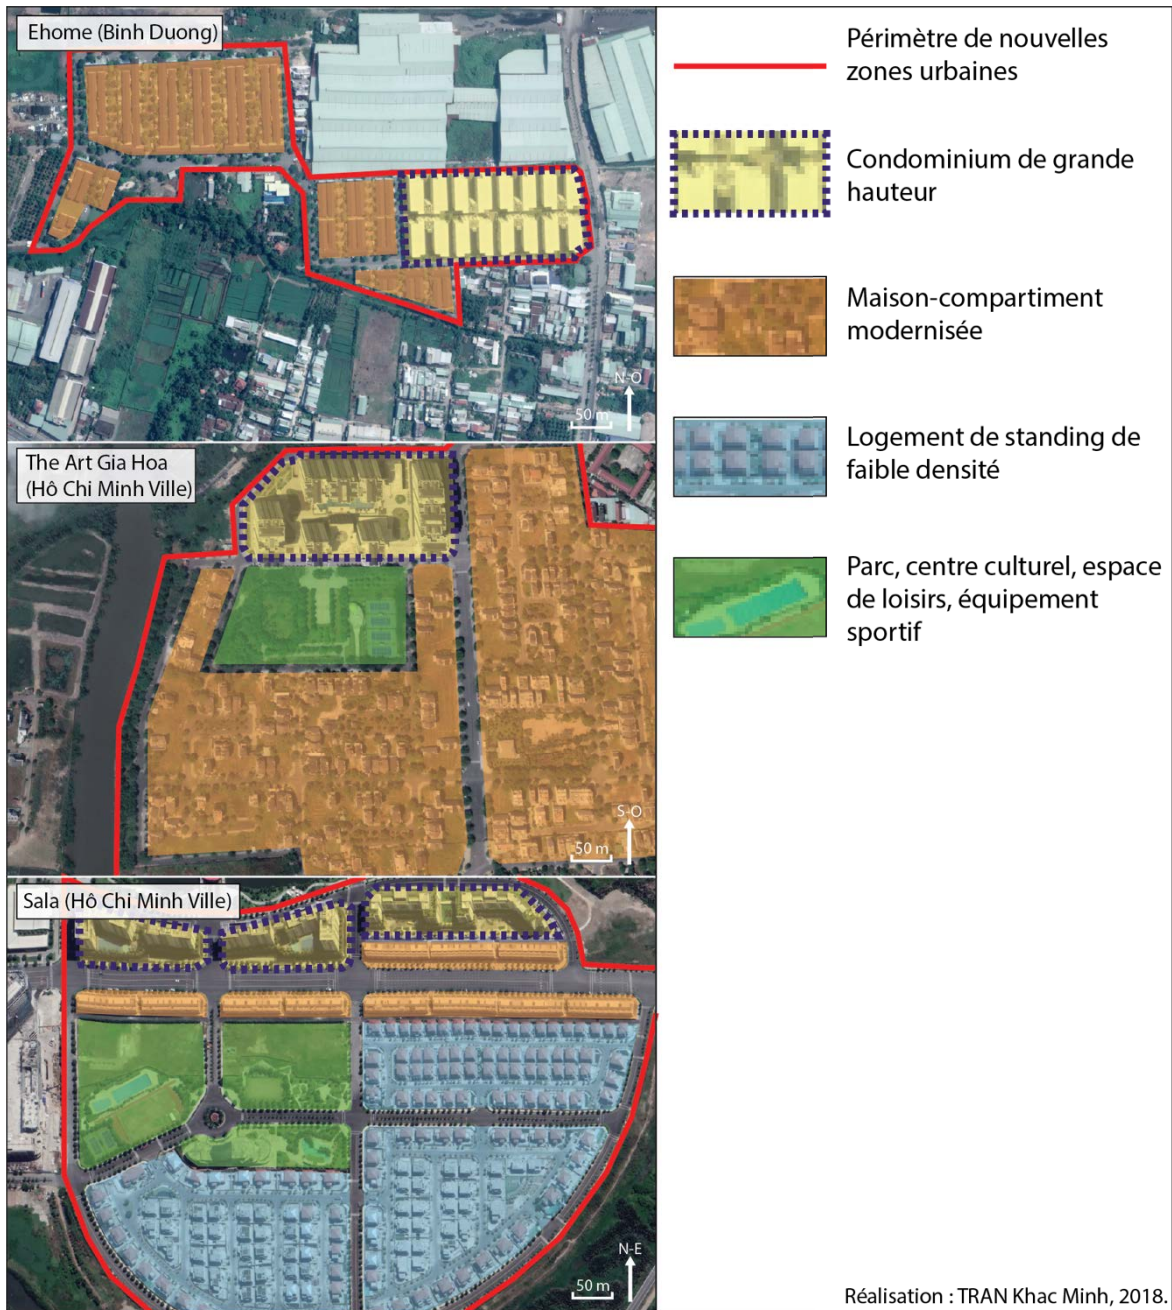 Ehome (Binh Duong)
N-O
50 m
The Art Gia Hoa
(Hô Chi Minh Ville)
S-O
50 m
Sala (Hô Chi Minh Ville)
N-E
50 m
Périmètre de nouvelles
zones urbaines
Condominium de grande
hauteur
Maison-compartiment
modernisée
Logement de standing de
faible densité
Parc, centre culturel, espace
de loisirs, équipement
sportif
Réalisation : TRAN Khac Minh, 2018.